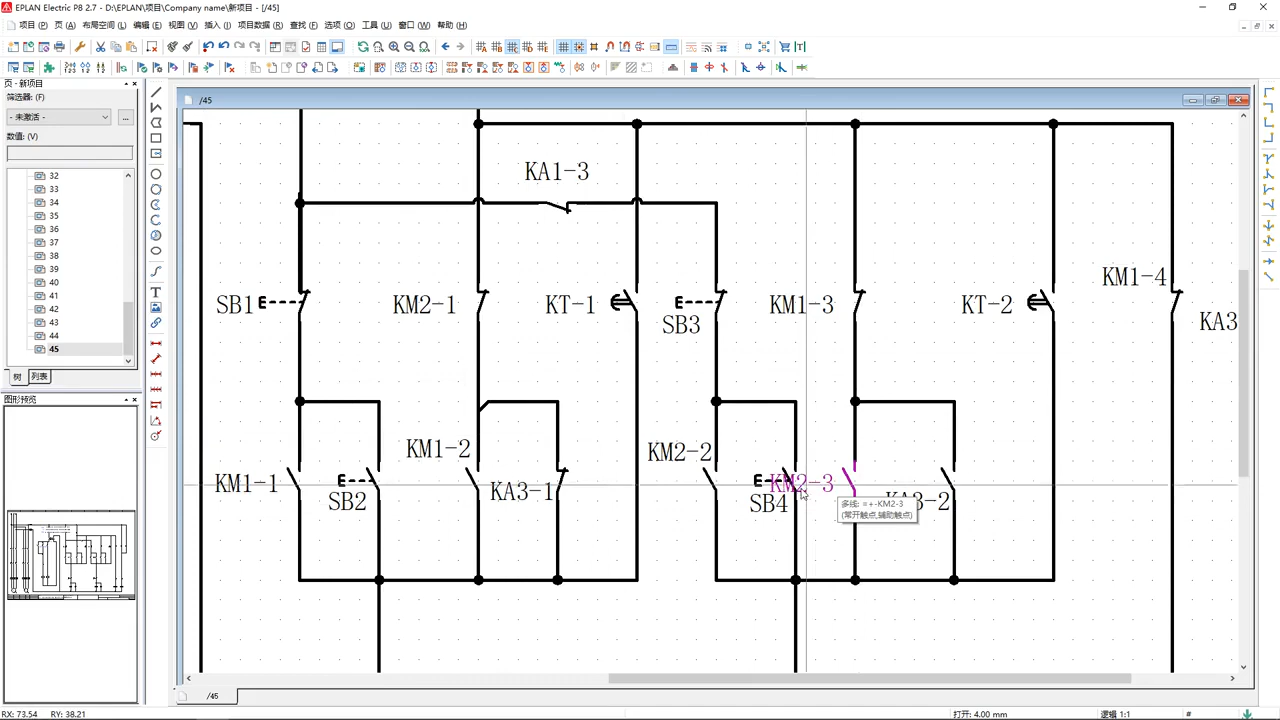 EPLAN Electric P8 2.7 - D:\EPLAN\项目\Company name\新项目 - [/45]
项目(P) 页(A) 布局空间(L) 编辑(E) 视图(V) 插入(I) 项目数据(R) 查找(F) 选项(O) 工具(U) 窗口(W) 帮助(H)
页 - 新项目
筛选器: (F)
- 未激活 -
...
数值: (V)
32
33
34
35
36
37
38
39
40
41
42
43
44
45
树 列表
图形预览
/45
KA1-3
SB1
KM2-1
KT-1
SB3
KM1-3
KT-2
KM1-4
KA3
KM1-1
SB2
KM1-2
KA3-1
KM2-2
SB4
KM2-3
KA3-2
多线: =+-KM2-3
(常开触点,辅助触点)
/45
RX: 73.54 RY: 38.21
打开: 4.00 mm
逻辑 1:1
#